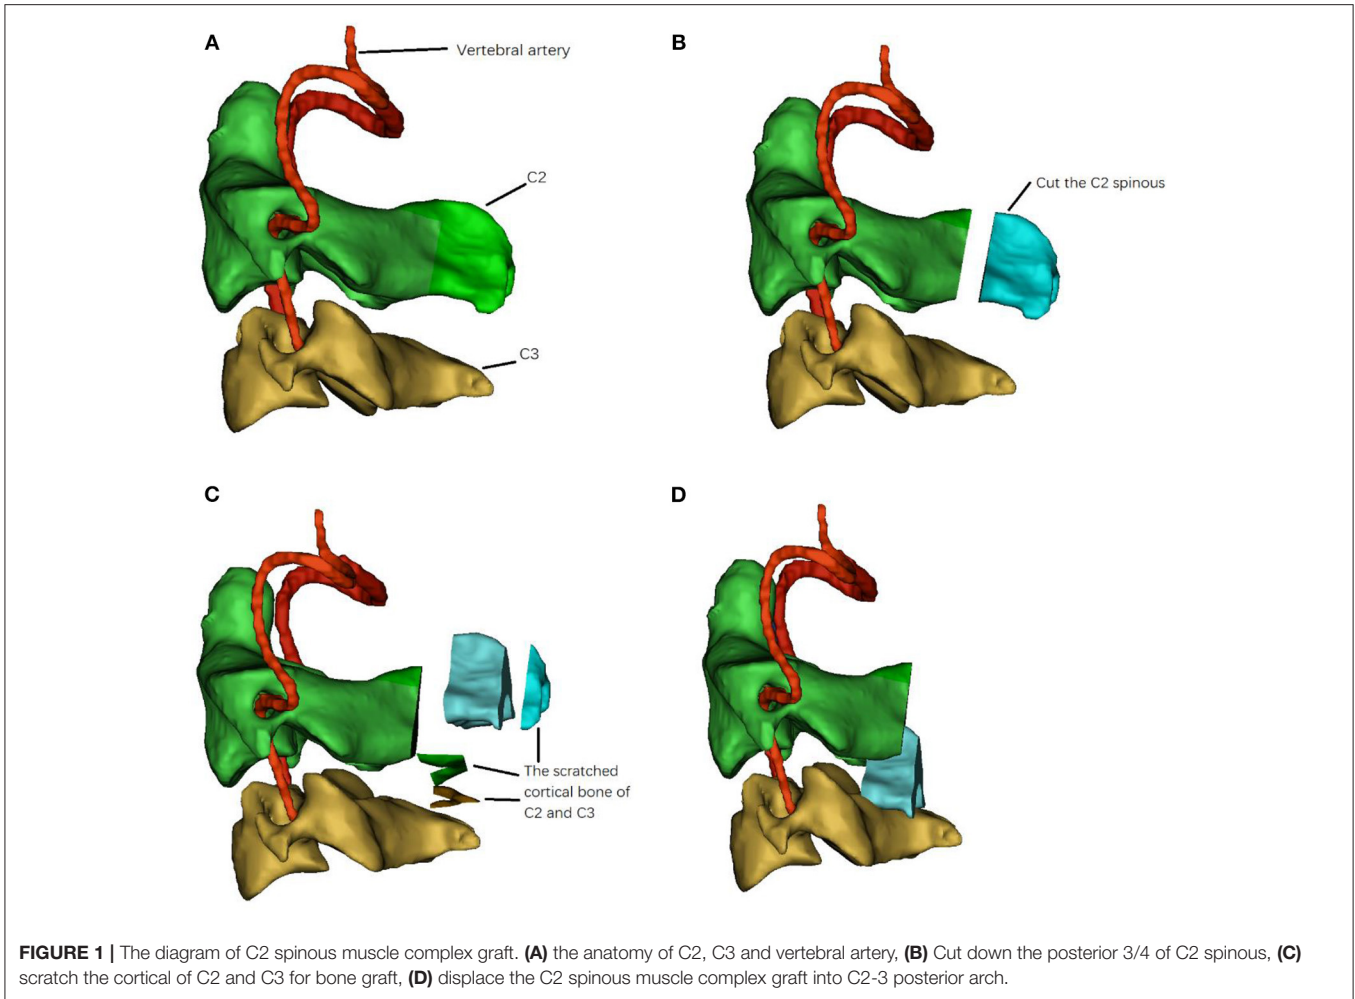 A
Vertebral artery
C2
C3
B
Cut the C2 spinous
C
The scratched
cortical bone of
C2 and C3
D
FIGURE 1 | The diagram of C2 spinous muscle complex graft. (A) the anatomy of C2, C3 and vertebral artery, (B) Cut down the posterior 3/4 of C2 spinous, (C)
scratch the cortical of C2 and C3 for bone graft, (D) displace the C2 spinous muscle complex graft into C2-3 posterior arch.